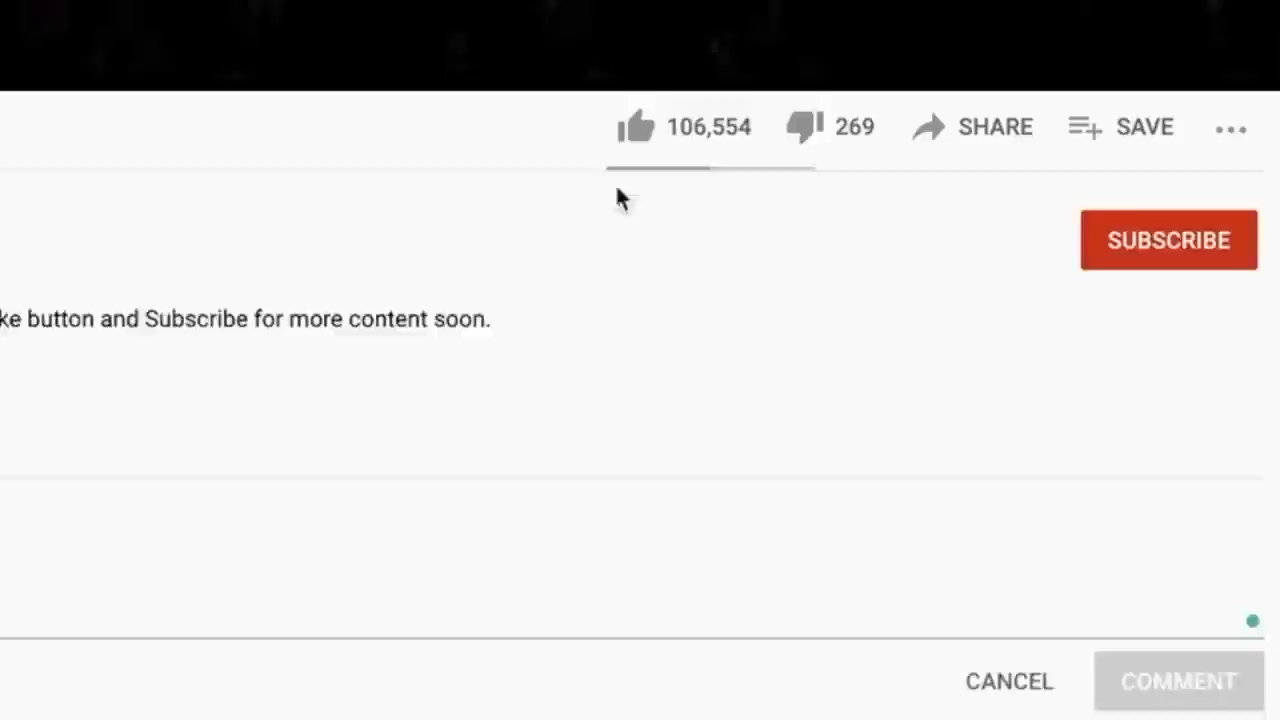 106,554 269 SHARE SAVE
SUBSCRIBE
ke button and Subscribe for more content soon.
CANCEL COMMENT